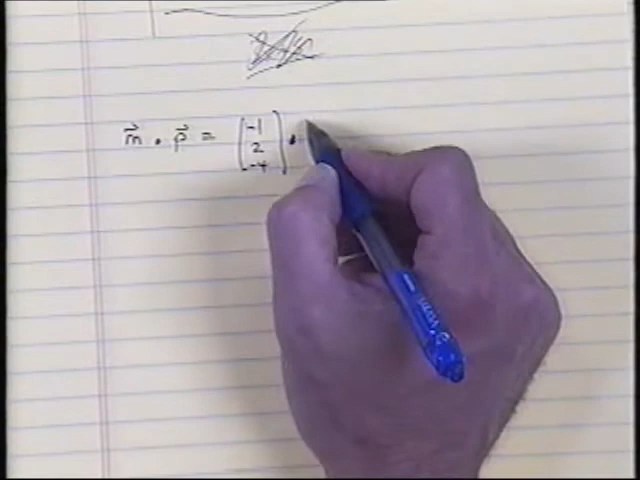 m⃗ . p⃗ = [-1 2 -4] .